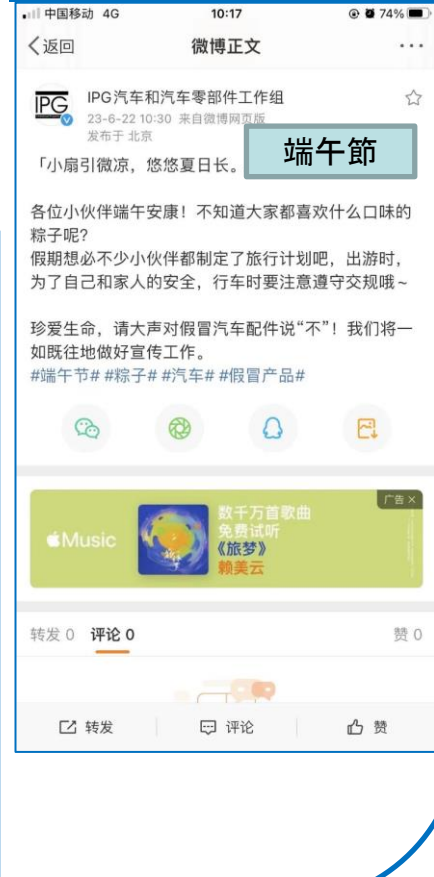 中国移动 4G 10:17 74%
返回 微博正文 ...
IPG IPG汽车和汽车零部件工作组
23-6-22 10:30 来自微博网页版
发布于 北京
端午節
「小扇引微凉，悠悠夏日长。
各位小伙伴端午安康！不知道大家都喜欢什么口味的
粽子呢？
假期想必不少小伙伴都制定了旅行计划吧，出游时，
为了自己和家人的安全，行车时要注意遵守交规哦~
珍爱生命，请大声对假冒汽车配件说“不”！我们将一
如既往地做好宣传工作。
#端午节# #粽子# #汽车# #假冒产品#
广告 ×
Music
数千万首歌曲
免费试听
《旅梦》
赖美云
转发 0 评论 0 赞 0
转发 评论 赞